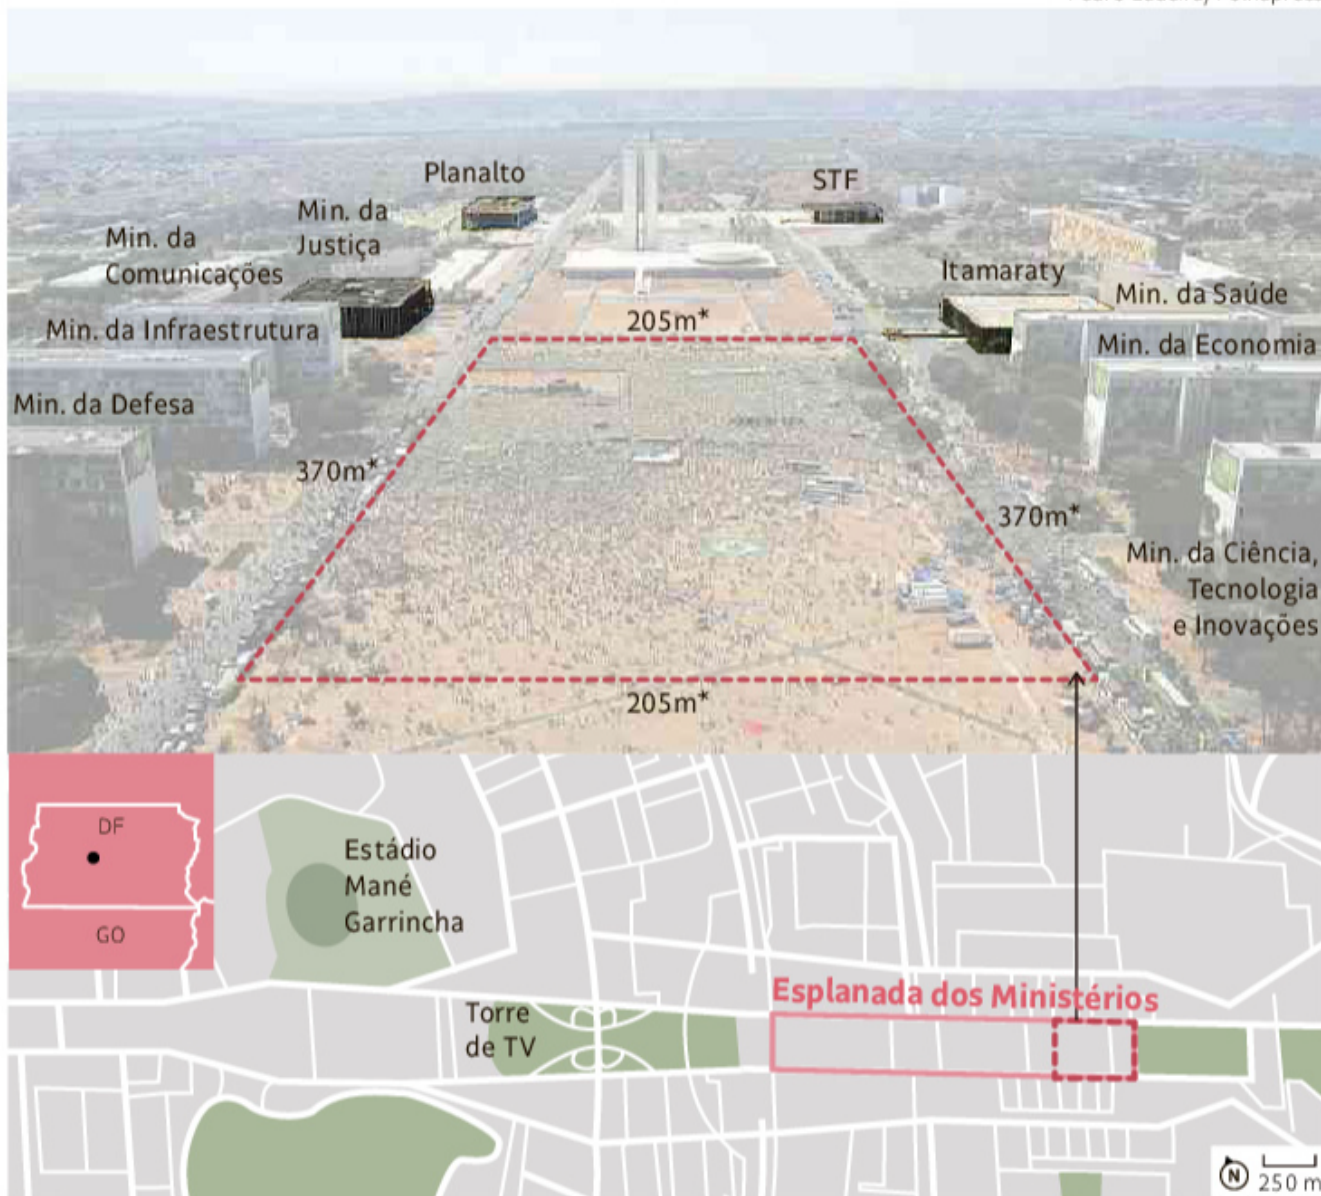 Planalto
STF
Min. da
Justiça
Min. da
Comunicações
Itamaraty
Min. da Saúde
205m*
Min. da Infraestrutura
Min. da Economia
Min. da Defesa
370m*
370m*
Min. da Ciência,
Tecnologia
e Inovações
205m*
DF
GO
Estádio
Mané
Garrincha
Esplanada dos Ministérios
Torre
de TV
N
250 m